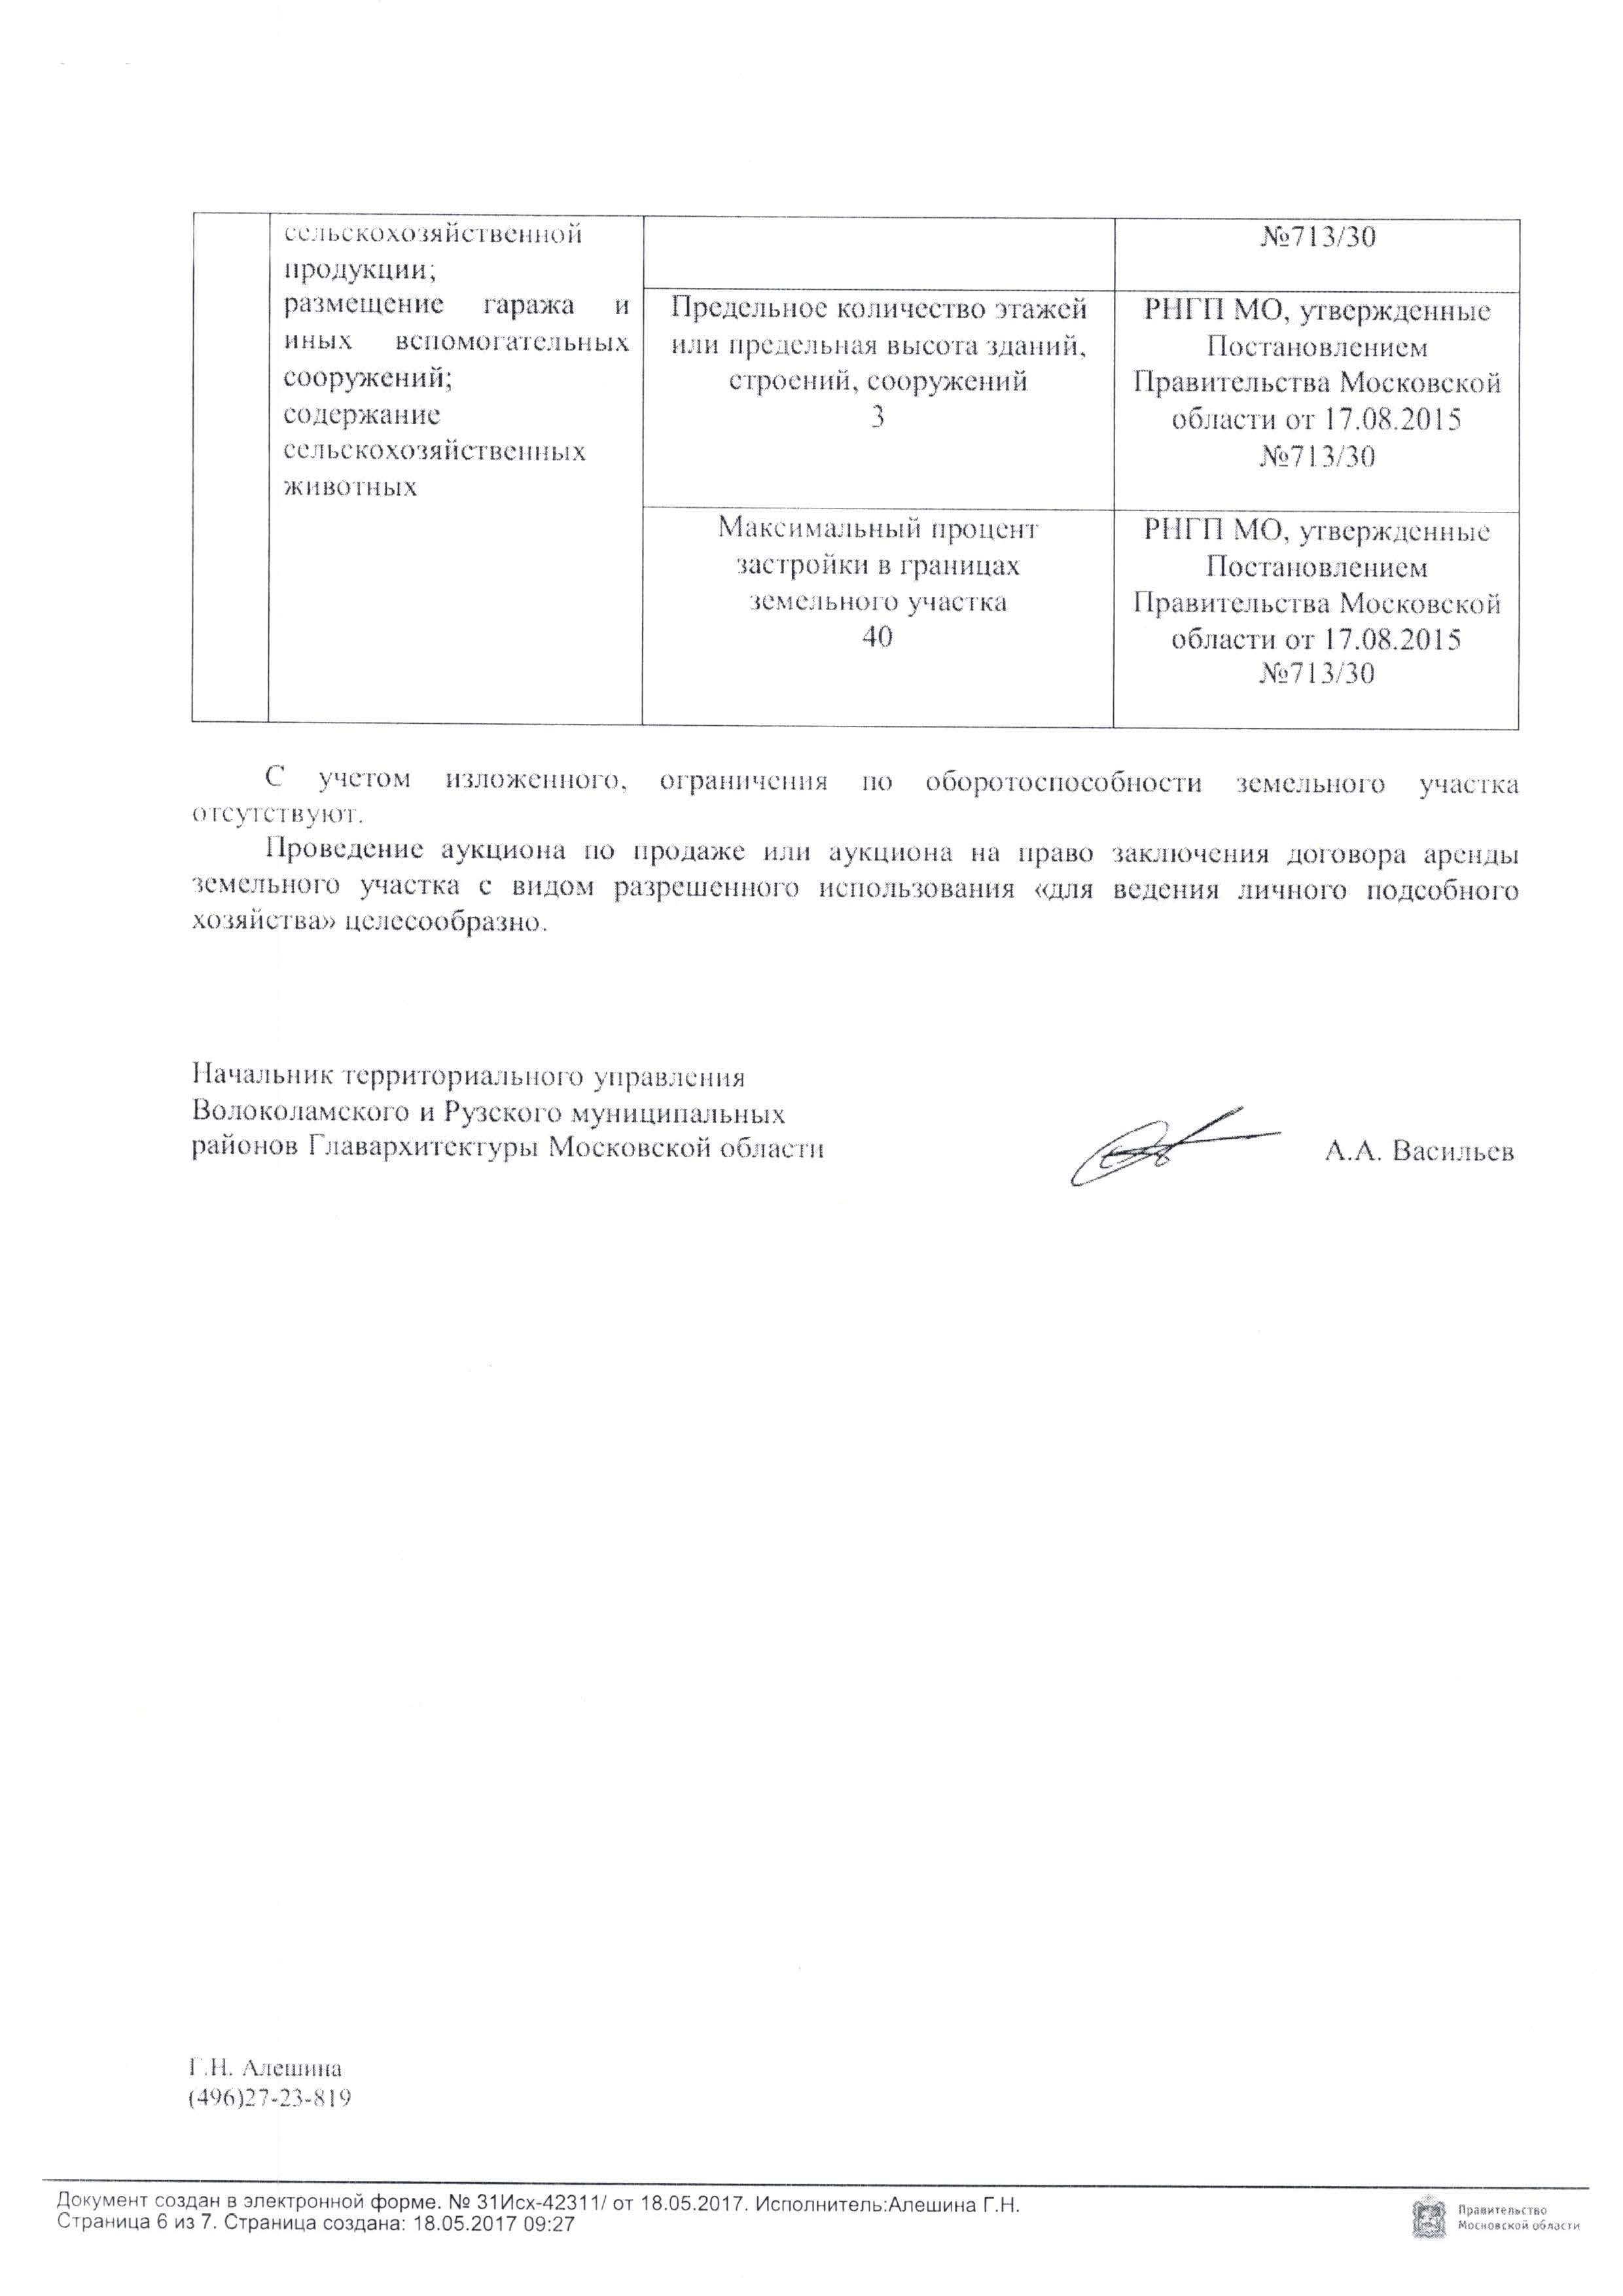 сельскохозяйственной
продукции;
размещение гаража и
иных вспомогательных
сооружений;
содержание
сельскохозяйственных
животных
№713/30
Предельное количество этажей
или предельная высота зданий,
строений, сооружений
3
РНГП МО, утвержденные
Постановлением
Правительства Московской
области от 17.08.2015
№713/30
Максимальный процент
застройки в границах
земельного участка
40
РНГП МО, утвержденные
Постановлением
Правительства Московской
области от 17.08.2015
№713/30
С учетом изложенного, ограничения по оборотоспособности земельного участка
отсутствуют.
Проведение аукциона по продаже или аукциона на право заключения договора аренды
земельного участка с видом разрешенного использования «для ведения личного подсобного
хозяйства» целесообразно.
Начальник территориального управления
Волоколамского и Рузского муниципальных
районов Главархитектуры Московской области
А.А. Васильев
Г.Н. Алешина
(496)27-23-819
Документ создан в электронной форме. № 31Исх-42311/ от 18.05.2017. Исполнитель:Алешина Г.Н.
Страница 6 из 7. Страница создана: 18.05.2017 09:27
Правительство
Московской области